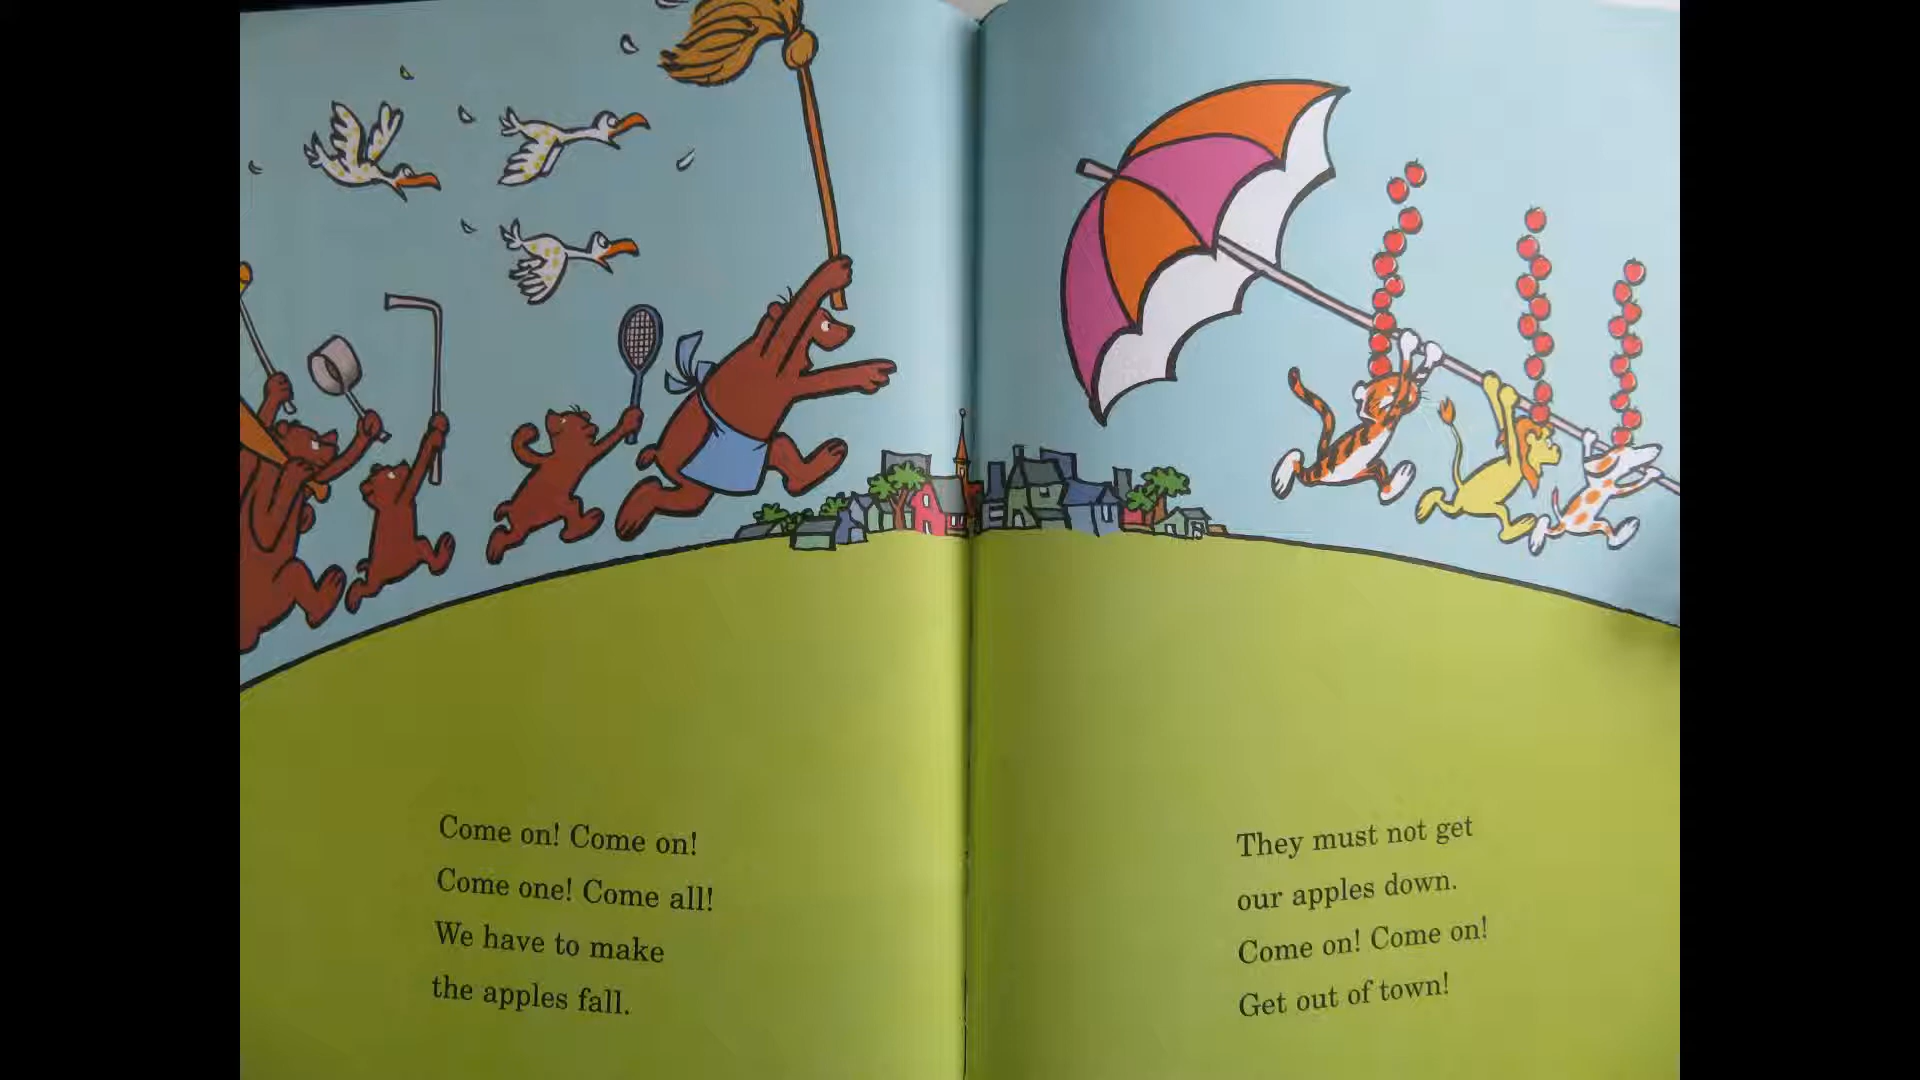 Come on! Come on!
Come one! Come all!
We have to make
the apples fall.
They must not get
our apples down.
Come on! Come on!
Get out of town!